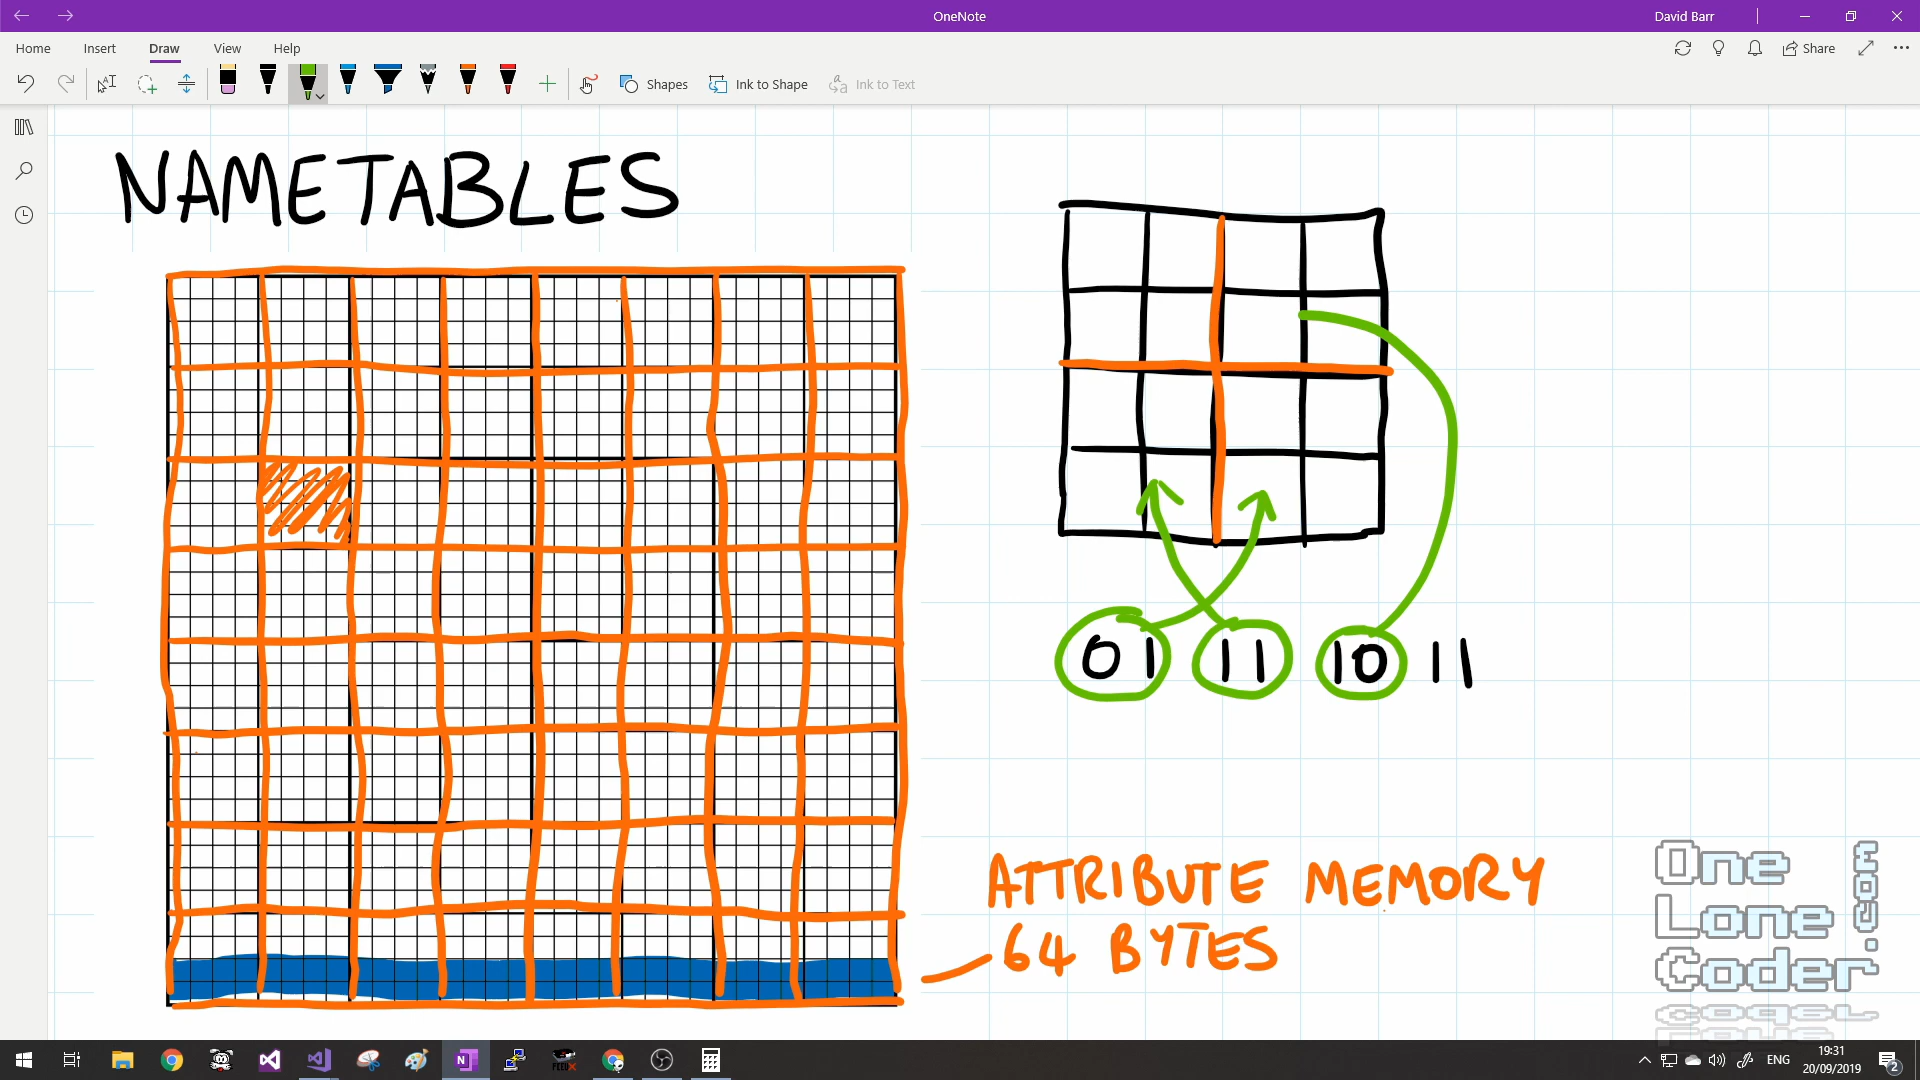 OneNote
David Barr
Home Insert Draw View Help
Share
Shapes
Ink to Shape
Ink to Text
NAMETABLES
01 11 10 11
ATTRIBUTE MEMORY
64 BYTES
One
Lone
Coder.com
ENG
19:31
20/09/2019
2